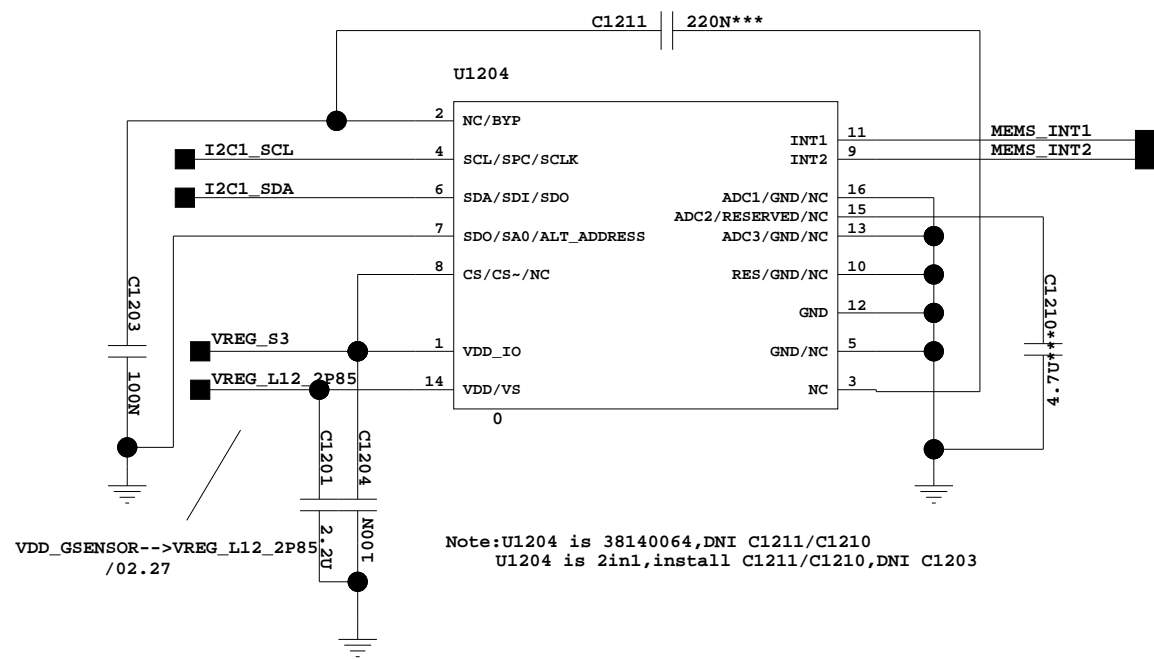 C1211 220N***
U1204
2 NC/BYP
4 SCL/SPC/SCLK
6 SDA/SDI/SDO
7 SDO/SA0/ALT_ADDRESS
8 CS/CS~/NC
1 VDD_IO
14 VDD/VS
0
INT1 11
INT2 9
ADC1/GND/NC 16
ADC2/RESERVED/NC 15
ADC3/GND/NC 13
RES/GND/NC 10
GND 12
GND/NC 5
NC 3
I2C1_SCL
I2C1_SDA
VREG_S3
VREG_L12_2P85
MEMS_INT1
MEMS_INT2
C1203
100N
C1201
2.2U
C1204
100N
C1210***
4.7U***
VDD_GSENSOR-->VREG_L12_2P85
/02.27
Note:U1204 is 38140064,DNI C1211/C1210
U1204 is 2in1,install C1211/C1210,DNI C1203